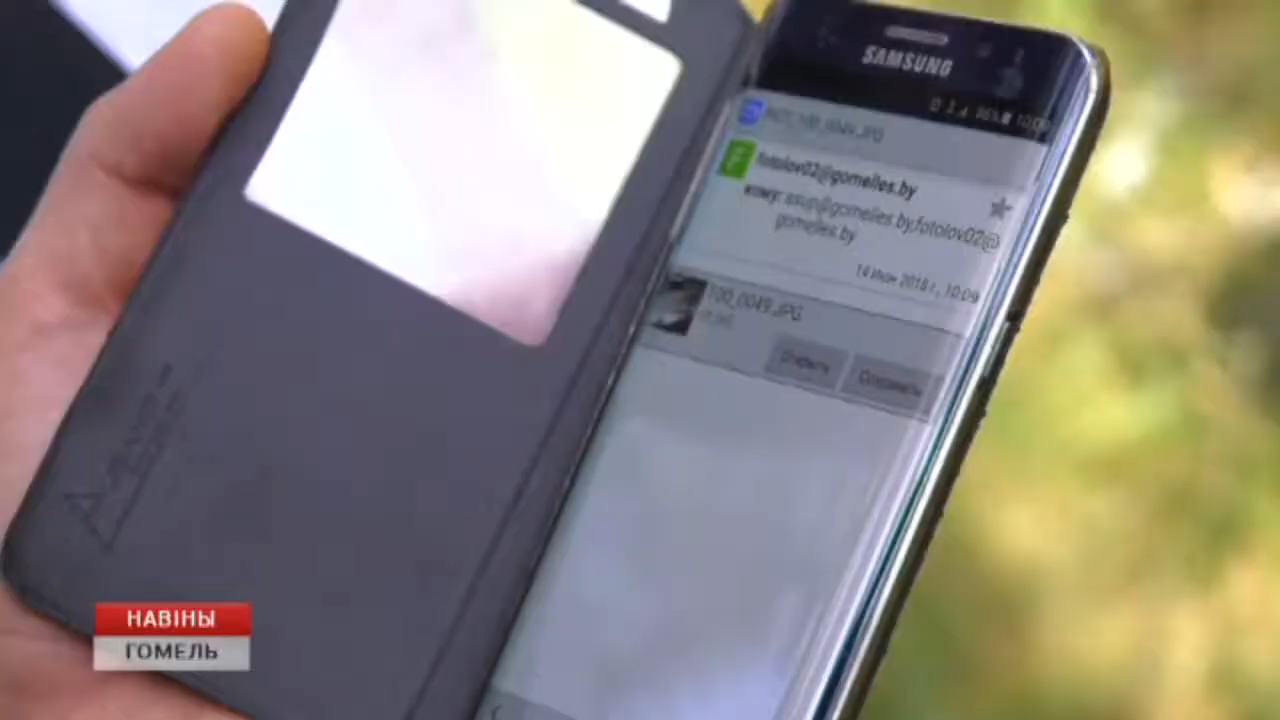 SAMSUNG
fotolov02@gomelles.by
кому: asup@gomelles.by,fotolov02@
gomelles.by
14 июн 2018 г., 10:09
100_0049.JPG
Открыть
Сохранить
НАВІНЫ
ГОМЕЛЬ